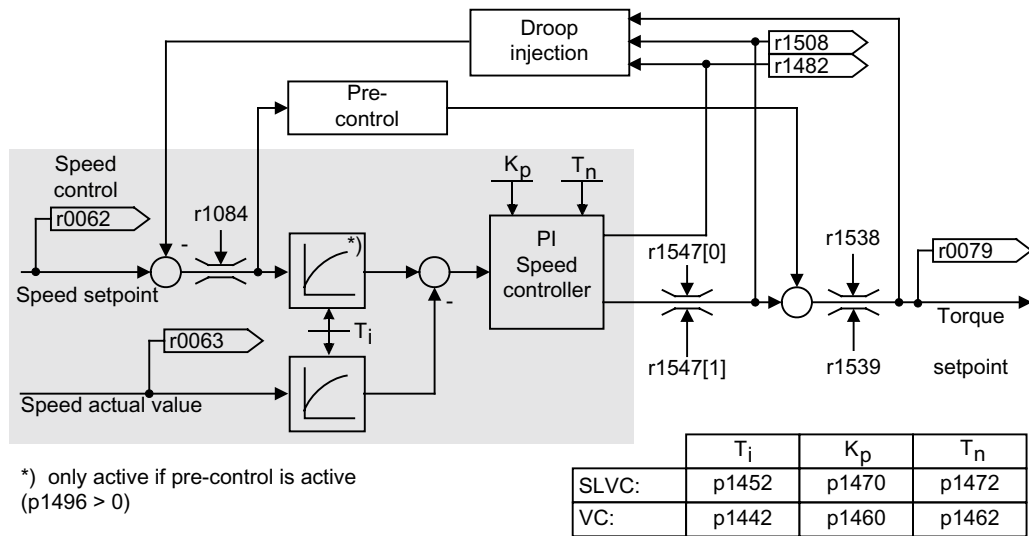 Droop
injection
r1508
r1482
Pre-
control
Speed
control
r0062
r1084
-
*)
Kp
Tn
PI
Speed
controller
r1547[0]
r1538
r0079
Speed setpoint
-
r0063
Ti
Torque
setpoint
r1547[1]
r1539
Speed actual value
*) only active if pre-control is active
(p1496 > 0)
Ti Kp Tn
SLVC: p1452 p1470 p1472
VC: p1442 p1460 p1462